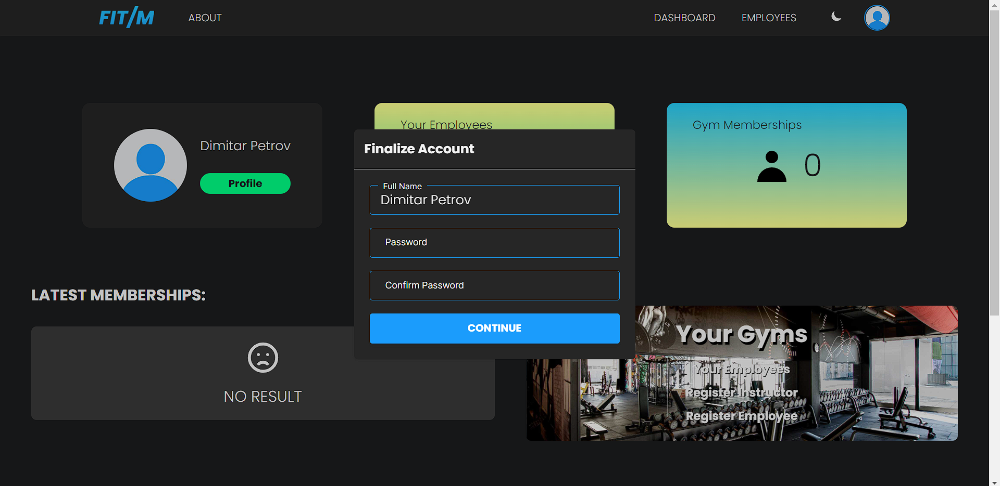 FIT/M
ABOUT
DASHBOARD
EMPLOYEES
Dimitar Petrov
Profile
Your Employees
Gym Memberships
0
Finalize Account
Full Name
Dimitar Petrov
Password
Confirm Password
CONTINUE
LATEST MEMBERSHIPS:
NO RESULT
Your Gyms
Your Employees
Register Instructor
Register Employee